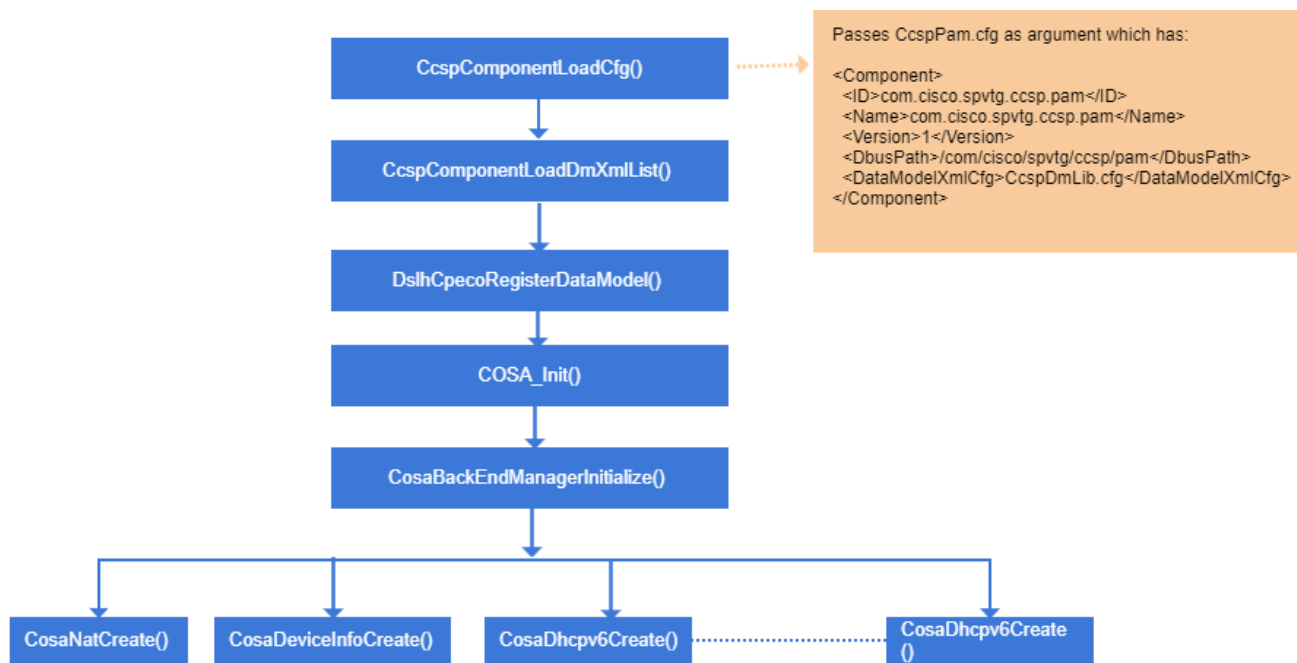 CcspComponentLoadCfg()
Passes CcspPam.cfg as argument which has:
<Component>
<ID>com.cisco.spvtg.ccsp.pam</ID>
<Name>com.cisco.spvtg.ccsp.pam</Name>
<Version>1</Version>
<DbusPath>/com/cisco/spvtg/ccsp/pam</DbusPath>
<DataModelXmlCfg>CcspDmLib.cfg</DataModelXmlCfg>
</Component>
CcspComponentLoadDmXmlList()
DslhCpecoRegisterDataModel()
COSA_Init()
CosaBackEndManagerInitialize()
CosaNatCreate()
CosaDeviceInfoCreate()
CosaDhcpv6Create()
CosaDhcpv6Create
()